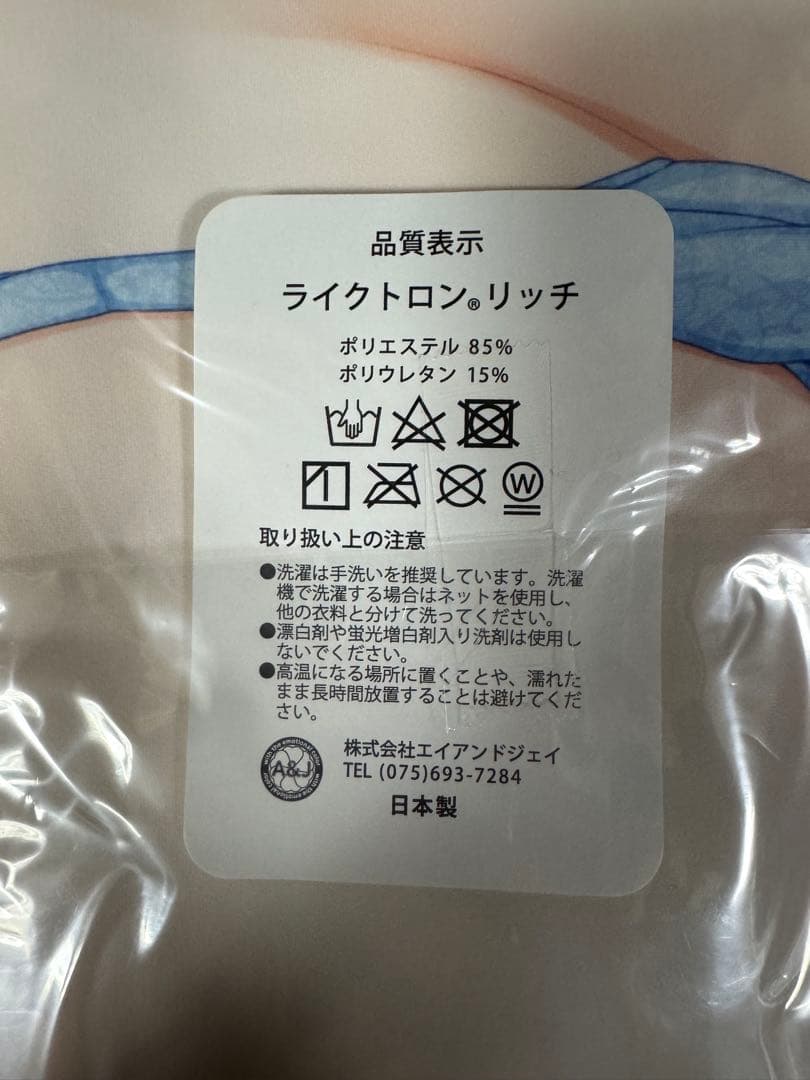 品質表示
ライクトロン®リッチ
ポリエステル 85%
ポリウレタン 15%
W
取り扱い上の注意
●洗濯は手洗いを推奨しています。洗濯
機で洗濯する場合はネットを使用し、
他の衣料と分けて洗ってください。
●漂白剤や蛍光増白剤入り洗剤は使用し
ないでください。
●高温になる場所に置くことや、濡れた
まま長時間放置することは避けてくだ
さい。
with the emotional color
A&J
with the emotional color
株式会社エイアンドジェイ
TEL (075)693-7284
日本製